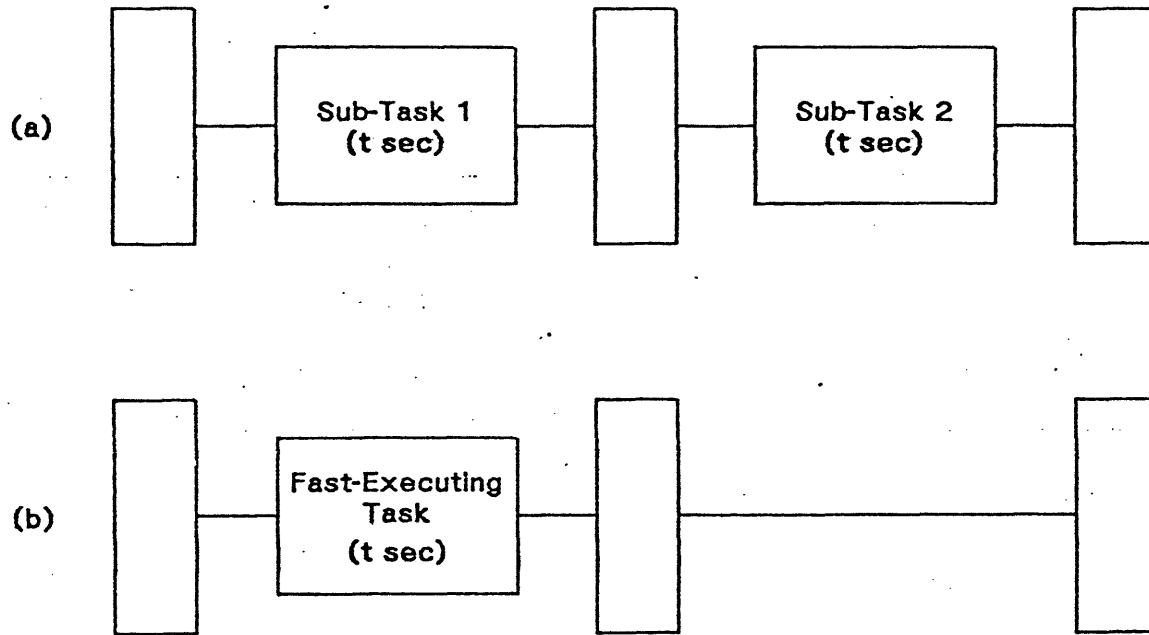 (a)
Sub-Task 1
(t sec)
Sub-Task 2
(t sec)
(b)
Fast-Executing
Task
(t sec)